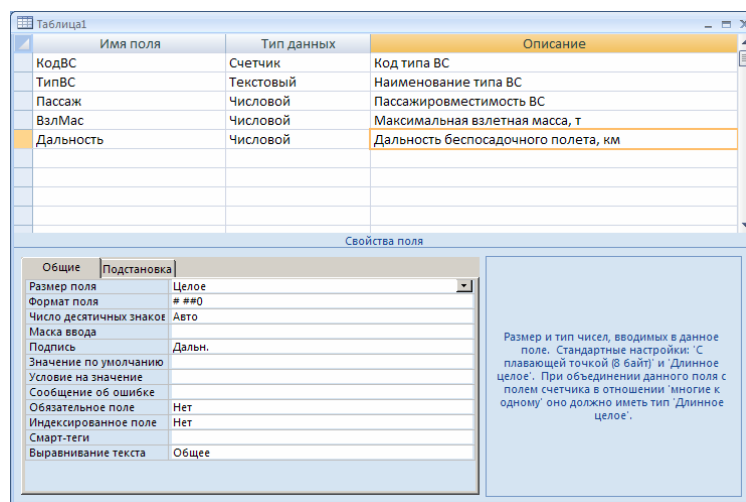 Таблица1
Имя поля Тип данных Описание
КодВС Счетчик Код типа ВС
ТипВС Текстовый Наименование типа ВС
Пассаж Числовой Пассажировместимость ВС
ВзлМас Числовой Максимальная взлетная масса, т
Дальность Числовой Дальность беспосадочного полета, км
Свойства поля
Общие Подстановка
Размер поля Целое
Формат поля # ##0
Число десятичных знаков Авто
Маска ввода
Подпись Дальн.
Значение по умолчанию
Условие на значение
Сообщение об ошибке
Обязательное поле Нет
Индексированное поле Нет
Смарт-теги
Выравнивание текста Общее
Размер и тип чисел, вводимых в данное
поле. Стандартные настройки: 'С
плавающей точкой (8 байт)' и 'Длинное
целое'. При объединении данного поля с
полем счетчика в отношении 'многие к
одному' оно должно иметь тип 'Длинное
целое'.